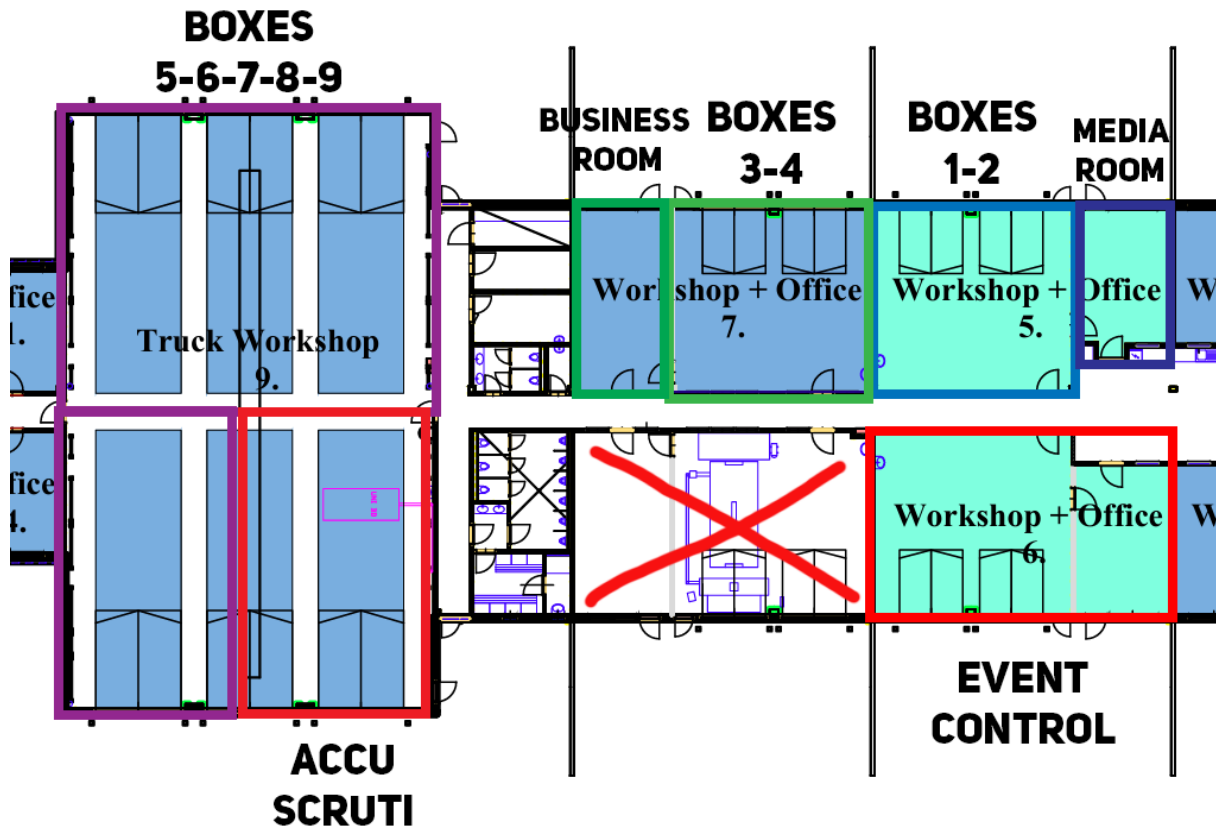 BOXES
5-6-7-8-9
BUSINESS
ROOM
BOXES
3-4
BOXES
1-2
MEDIA
ROOM
ffice
1.
Truck Workshop
9.
Workshop + Office
7.
Workshop + Office
5.
W
ffice
4.
Workshop + Office
6.
W
ACCU
SCRUTI
EVENT
CONTROL